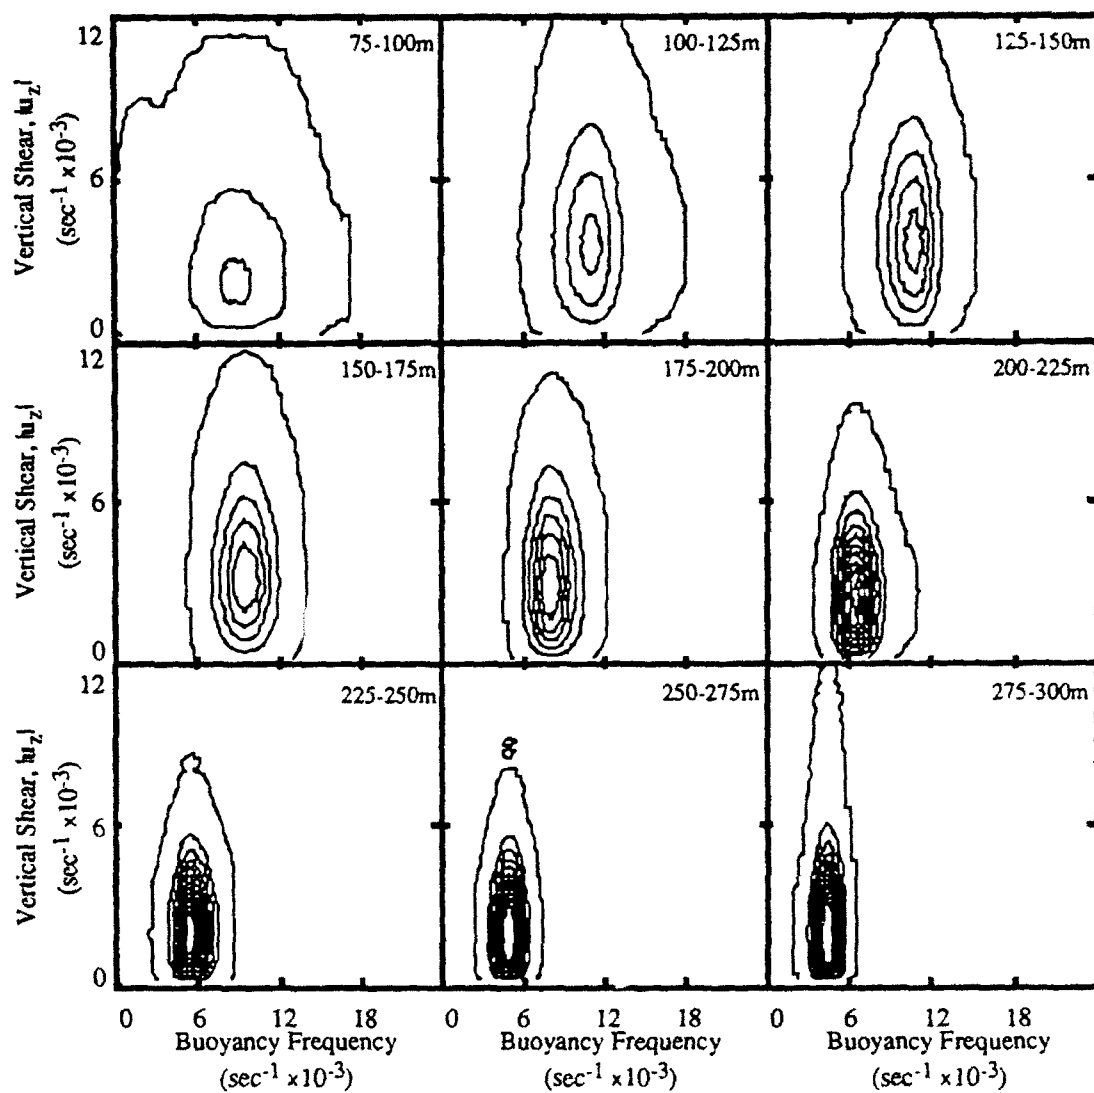 12
Vertical Shear, |u_z|
(sec⁻¹ x10⁻³)
6
0
75-100m
100-125m
125-150m
12
Vertical Shear, |u_z|
(sec⁻¹ x10⁻³)
6
0
150-175m
175-200m
200-225m
12
Vertical Shear, |u_z|
(sec⁻¹ x10⁻³)
6
0
225-250m
250-275m
275-300m
0 6 12 18
0 6 12 18
0 6 12 18
Buoyancy Frequency
(sec⁻¹ x10⁻³)
Buoyancy Frequency
(sec⁻¹ x10⁻³)
Buoyancy Frequency
(sec⁻¹ x10⁻³)